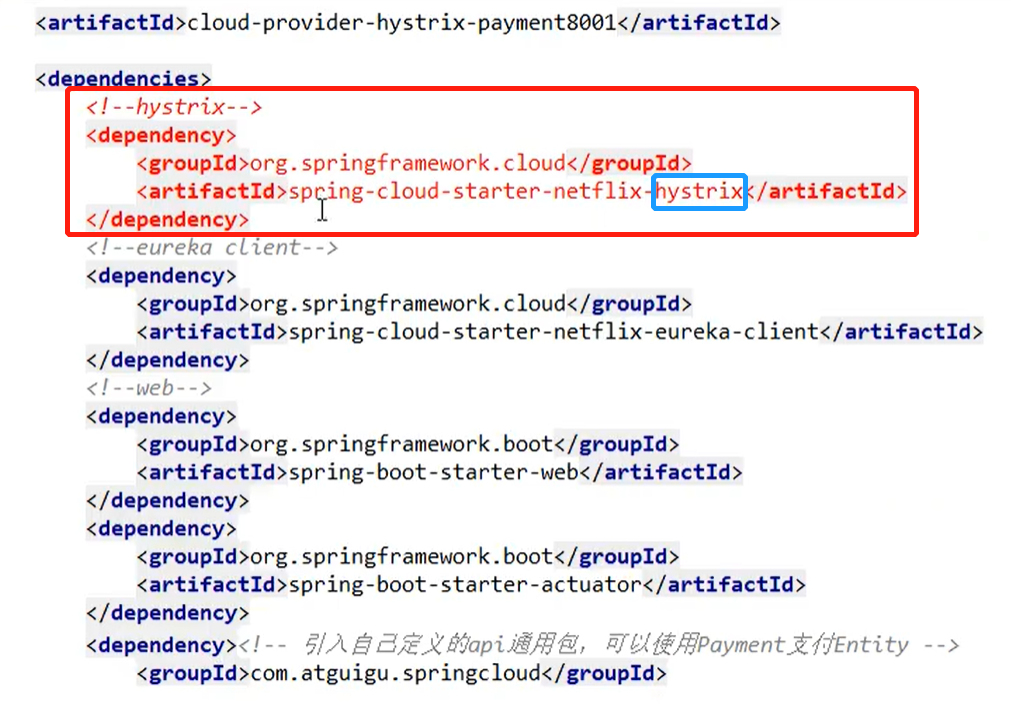 <artifactId>cloud-provider-hystrix-payment8001</artifactId>
<dependencies>
<!--hystrix-->
<dependency>
<groupId>org.springframework.cloud</groupId>
<artifactId>spring-cloud-starter-netflix-hystrix</artifactId>
</dependency>
<!--eureka client-->
<dependency>
<groupId>org.springframework.cloud</groupId>
<artifactId>spring-cloud-starter-netflix-eureka-client</artifactId>
</dependency>
<!--web-->
<dependency>
<groupId>org.springframework.boot</groupId>
<artifactId>spring-boot-starter-web</artifactId>
</dependency>
<dependency>
<groupId>org.springframework.boot</groupId>
<artifactId>spring-boot-starter-actuator</artifactId>
</dependency>
<dependency><!-- 引入自己定义的api通用包，可以使用Payment支付Entity -->
<groupId>com.atguigu.springcloud</groupId>